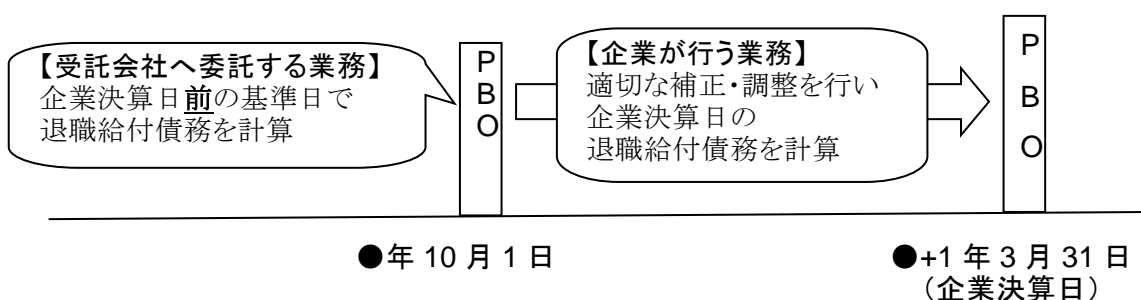 【受託会社へ委託する業務】
企業決算日前の基準日で
退職給付債務を計算
P
B
O
【企業が行う業務】
適切な補正・調整を行い
企業決算日の
退職給付債務を計算
P
B
O
●年 10 月 1 日
●+1 年 3 月 31 日
（企業決算日）